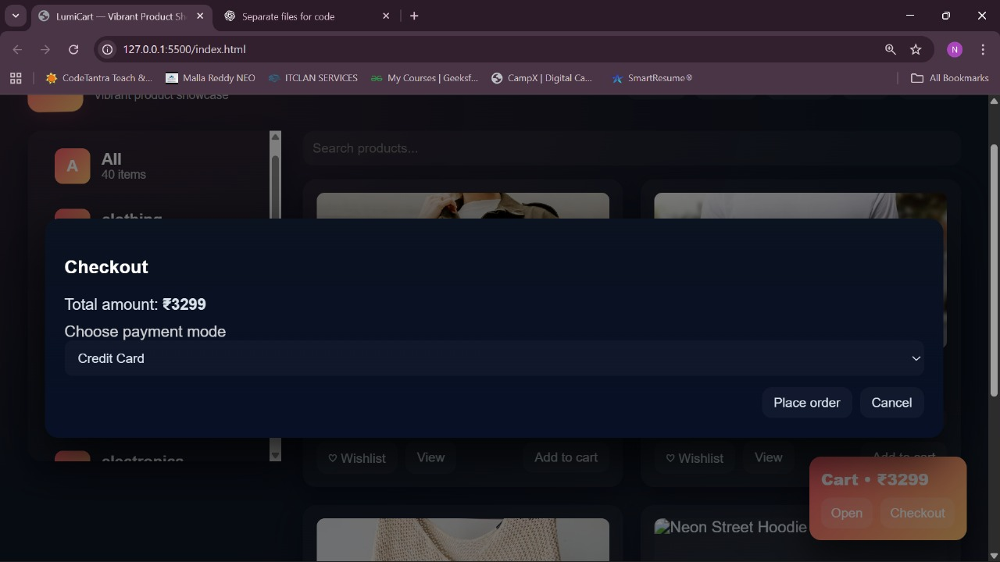 LumiCart — Vibrant Product Sh
Separate files for code
127.0.0.1:5500/index.html
N
CodeTantra Teach &...
Malla Reddy NEO
ITCLAN SERVICES
My Courses | Geeksf...
CampX | Digital Ca...
SmartResume®
All Bookmarks
Vibrant product showcase
A
All
40 items
Search products...
clothing
Checkout
Total amount: ₹3299
Choose payment mode
Credit Card
Place order
Cancel
electronics
♡ Wishlist
View
Add to cart
♡ Wishlist
View
Add to cart
Cart • ₹3299
Open
Checkout
Neon Street Hoodie